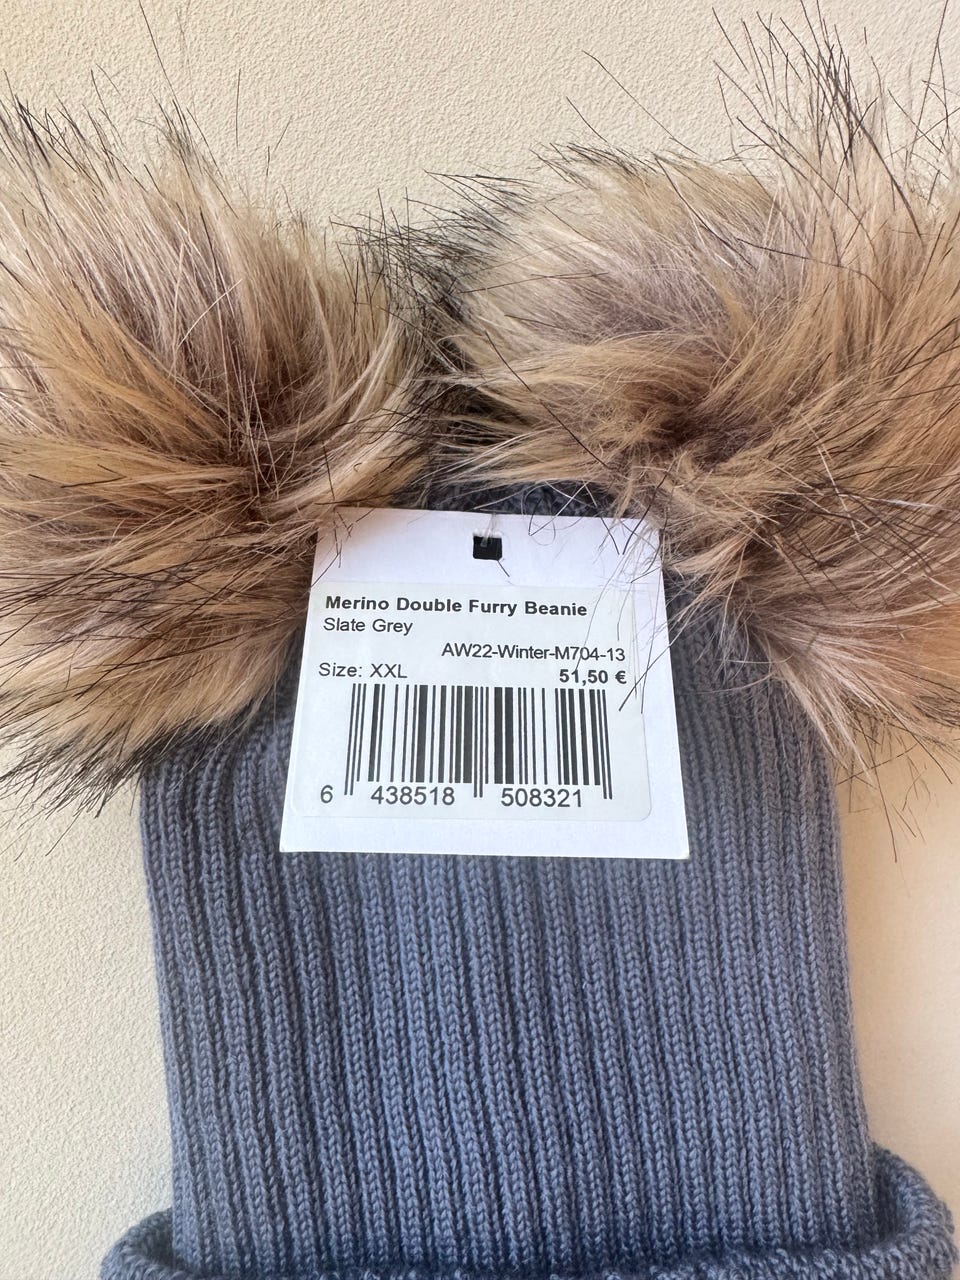 Merino Double Furry Beanie
Slate Grey
AW22-Winter-M704-13
Size: XXL 51,50 €
6 438518 508321